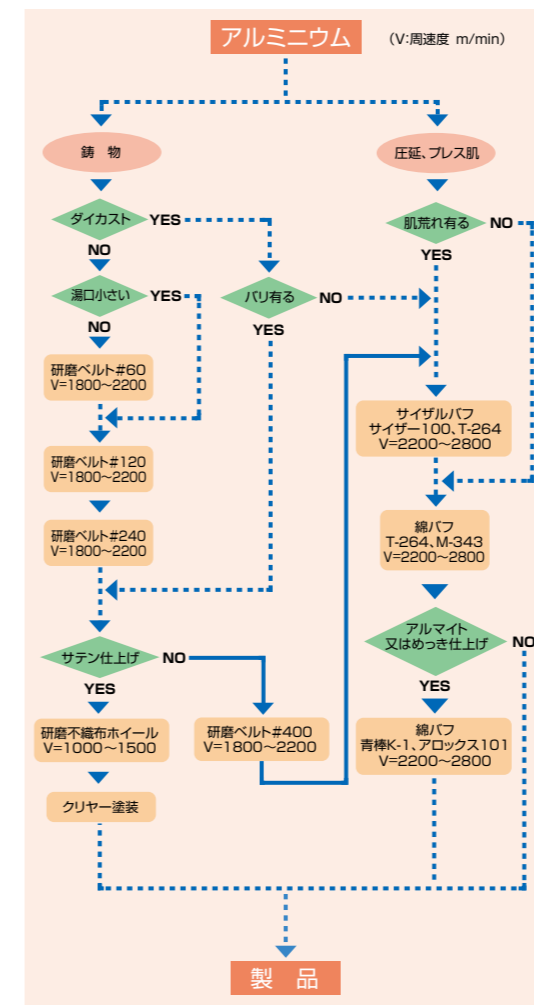 アルミニウム
(V:周速度 m/min)
鋳 物
圧延、プレス肌
ダイカスト
YES
NO
肌荒れ有る
NO
YES
湯口小さい
YES
NO
バリ有る
NO
YES
研磨ベルト#60
V=1800～2200
サイザルバフ
サイザー100、T-264
V=2200～2800
研磨ベルト#120
V=1800～2200
研磨ベルト#240
V=1800～2200
綿バフ
T-264、M-343
V=2200～2800
サテン仕上げ
NO
YES
アルマイト
又はめっき仕上げ
NO
YES
研磨不織布ホイール
V=1000～1500
研磨ベルト#400
V=1800～2200
綿バフ
青棒K-1、アロックス101
V=2200～2800
クリヤー塗装
製 品